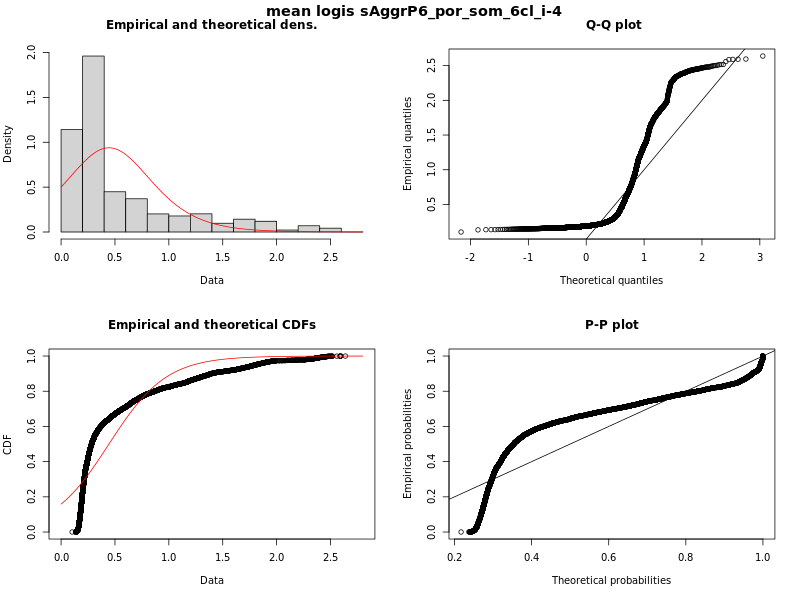 mean logis sAggrP6_por_som_6cl_i-4
Empirical and theoretical dens.
Density
0.0 0.5 1.0 1.5 2.0
0.0 0.5 1.0 1.5 2.0 2.5
Data
Q-Q plot
Empirical quantiles
0.5 1.0 1.5 2.0 2.5
-2 -1 0 1 2 3
Theoretical quantiles
Empirical and theoretical CDFs
CDF
0.0 0.2 0.4 0.6 0.8 1.0
0.0 0.5 1.0 1.5 2.0 2.5
Data
P-P plot
Empirical probabilities
0.0 0.2 0.4 0.6 0.8 1.0
0.2 0.4 0.6 0.8 1.0
Theoretical probabilities